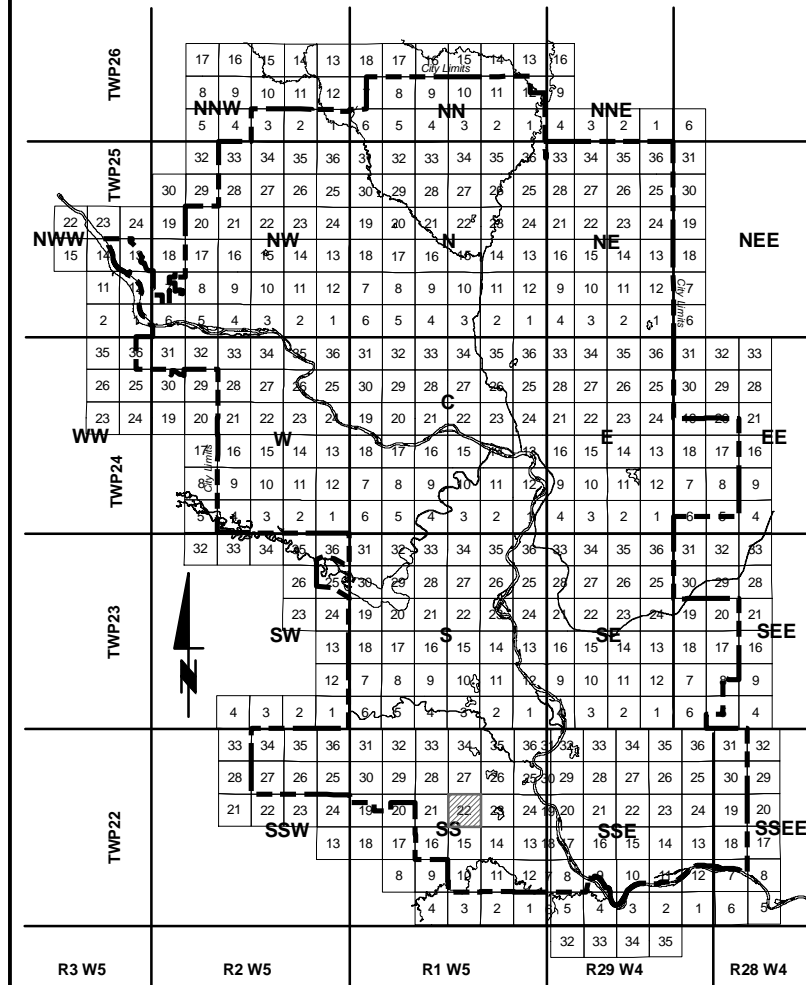 17 16 15 14 13 18 17 16 15 14 13 16
City Limits
TWP26
8 9 10 11 12 8 9 10 11 12 9
NNW NN NNE
5 4 3 2 1 6 5 4 3 2 1 4 3 2 1 6
32 33 34 35 36 31 32 33 34 35 36 33 34 35 36 31
TWP25
30 29 28 27 26 25 30 29 28 27 26 25 28 27 26 25 30
22 23 24 19 20 21 22 23 24 19 20 21 22 23 24 21 22 23 24 19
NWW NW N NE NEE
15 14 13 18 17 16 15 14 13 18 17 16 15 14 13 16 15 14 13 18
11 12 8 9 10 11 12 7 8 9 10 11 12 9 10 11 12 7
City Limits
2 6 5 4 3 2 1 6 5 4 3 2 1 4 3 2 1 6
35 36 31 32 33 34 35 36 31 32 33 34 35 36 33 34 35 36 31 32 33
26 25 30 29 28 27 26 25 30 29 28 27 26 25 28 27 26 25 30 29 28
C
23 24 19 20 21 22 23 24 19 20 21 22 23 24 21 22 23 24 19 20 21
WW W E EE
17 16 15 14 13 18 17 16 15 14 13 16 15 14 13 18 17 16
City Limits
TWP24
8 9 10 11 12 7 8 9 10 11 12 9 10 11 12 7 8 9
5 4 3 2 1 6 5 4 3 2 1 4 3 2 1 6 5 4
32 33 34 35 36 31 32 33 34 35 36 33 34 35 36 31 32 33
26 25 30 29 28 27 26 25 28 27 26 25 30 29 28
TWP23
23 24 19 20 21 22 23 24 21 22 23 24 19 20 21
SW S SE SEE
N
13 18 17 16 15 14 13 16 15 14 13 18 17 16
12 7 8 9 10 11 12 9 10 11 12 7 8 9
4 3 2 1 6 5 4 3 2 1 3 2 1 6 4
33 34 35 36 31 32 33 34 35 36 31 32 33 34 35 36 31 32
28 27 26 25 30 29 28 27 26 25 30 29 28 27 26 25 30 29
21 22 23 24 19 20 21 22 23 24 19 20 21 22 23 24 19 20
TWP22
SSW SS SSE SSEE
13 18 17 16 15 14 13 18 17 16 15 14 13 18 17
8 9 10 11 12 7 8 9 10 11 12 7 8
4 3 2 1 6 5 4 3 2 1 6 5
32 33 34 35
R3 W5 R2 W5 R1 W5 R29 W4 R28 W4